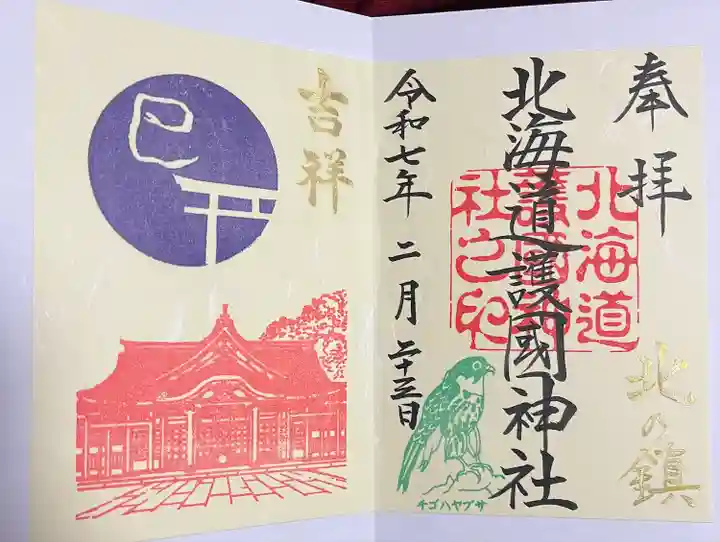 奉拝
北の鎮
北海道護國神社
北海道
護國神
社之印
令和七年二月二十三日
チゴハヤブサ
吉祥
巳